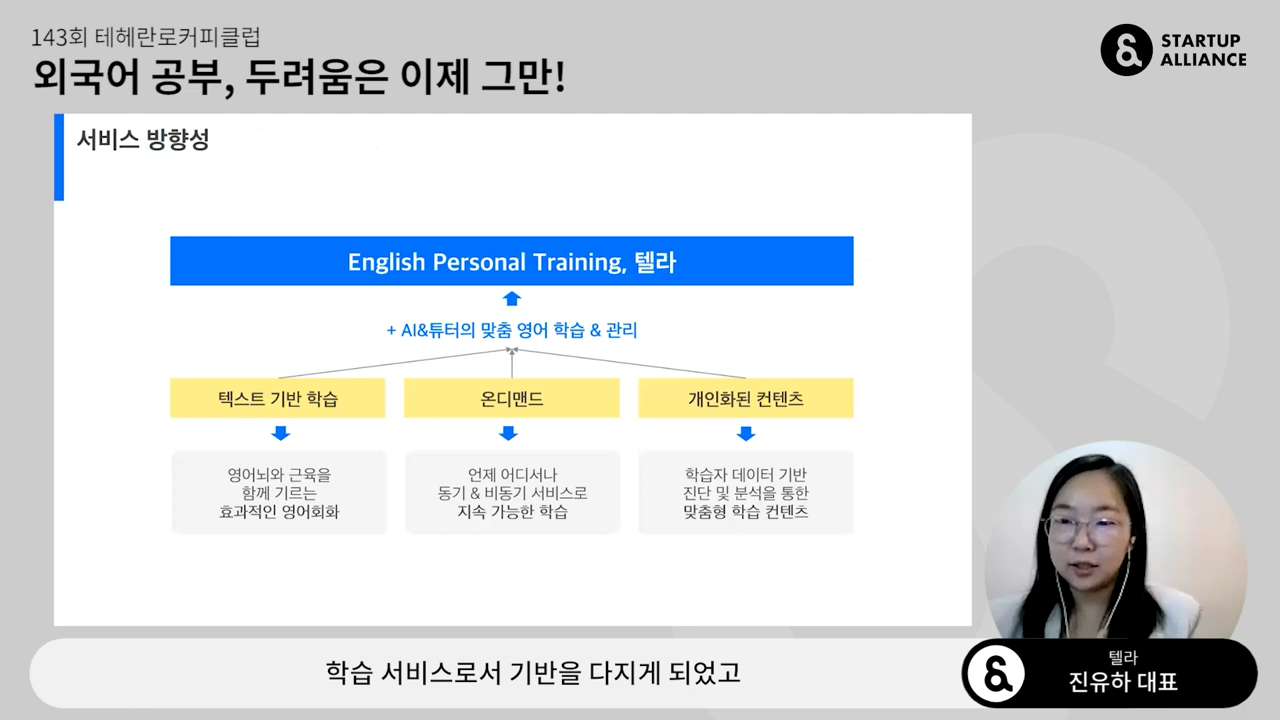 143회 테헤란로커피클럽
외국어 공부, 두려움은 이제 그만!
STARTUP
ALLIANCE
서비스 방향성
English Personal Training, 텔라
+ AI&튜터의 맞춤 영어 학습 & 관리
텍스트 기반 학습
온디맨드
개인화된 컨텐츠
영어뇌와 근육을
함께 기르는
효과적인 영어회화
언제 어디서나
동기 & 비동기 서비스로
지속 가능한 학습
학습자 데이터 기반
진단 및 분석을 통한
맞춤형 학습 컨텐츠
학습 서비스로서 기반을 다지게 되었고
텔라
진유하 대표